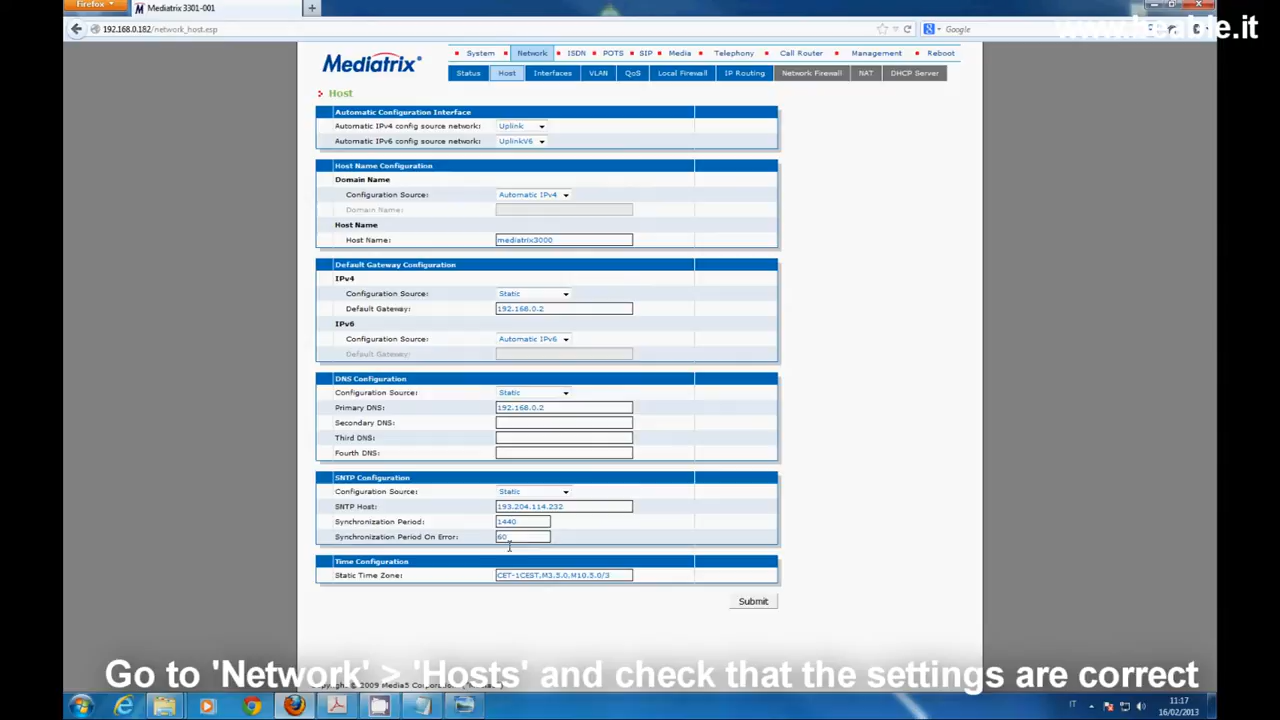 Firefox
Mediatrix 3301-001
192.168.0.182/network_host.esp
Google
Mediatrix
System Network ISDN POTS SIP Media Telephony Call Router Management Reboot
Status Host Interfaces VLAN QoS Local Firewall IP Routing Network Firewall NAT DHCP Server
Host
Automatic Configuration Interface
Automatic IPv4 config source network: Uplink
Automatic IPv6 config source network: UplinkV6
Host Name Configuration
Domain Name
Configuration Source: Automatic IPv4
Domain Name:
Host Name
Host Name: mediatrix3000
Default Gateway Configuration
IPv4
Configuration Source: Static
Default Gateway: 192.168.0.2
IPv6
Configuration Source: Automatic IPv6
Default Gateway:
DNS Configuration
Configuration Source: Static
Primary DNS: 192.168.0.2
Secondary DNS:
Third DNS:
Fourth DNS:
SNTP Configuration
Configuration Source: Static
SNTP Host: 193.204.114.232
Synchronization Period: 1440
Synchronization Period On Error: 60
Time Configuration
Static Time Zone: CET-1CEST,M3.5.0,M10.5.0/3
Submit
Go to 'Network' > 'Hosts' and check that the settings are correct
Copyright © 2009 Media5
IT
11:17
16/02/2013